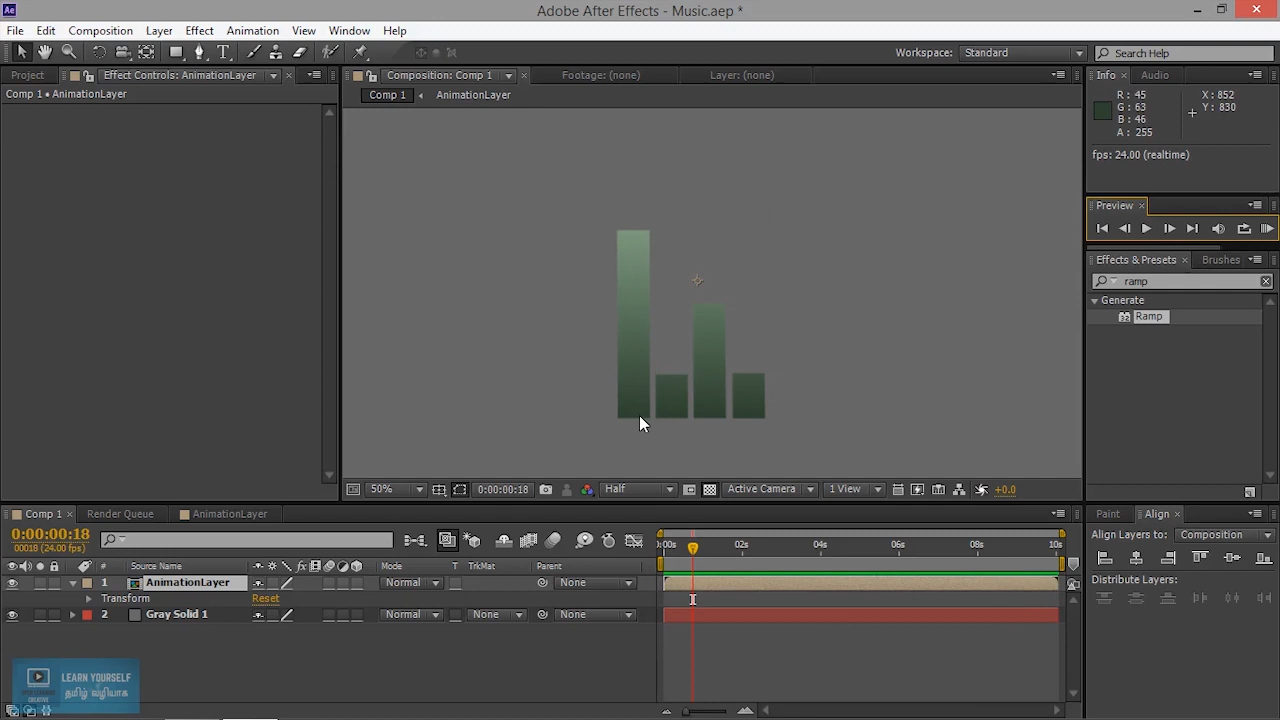 Adobe After Effects - Music.aep *
File Edit Composition Layer Effect Animation View Window Help
Workspace: Standard Search Help
Project Effect Controls: AnimationLayer Composition: Comp 1 Footage: (none) Layer: (none) Info Audio
Comp 1 • AnimationLayer
Comp 1 AnimationLayer
R : 45 X : 852
G : 63 Y : 830
B : 46
A : 255
fps: 24.00 (realtime)
Preview
Effects & Presets Brushes
ramp
Generate
Ramp
50% 0:00:00:18 Half Active Camera 1 View +0.0
Comp 1 Render Queue AnimationLayer Paint Align
0:00:00:18
00018 (24.00 fps)
:00s 02s 04s 06s 08s 10s
Align Layers to: Composition
# Source Name Mode T TrkMat Parent
Distribute Layers:
1 AnimationLayer Normal None
Transform Reset
2 Gray Solid 1 Normal None None
LEARN YOURSELF
தமிழ் வழியாக